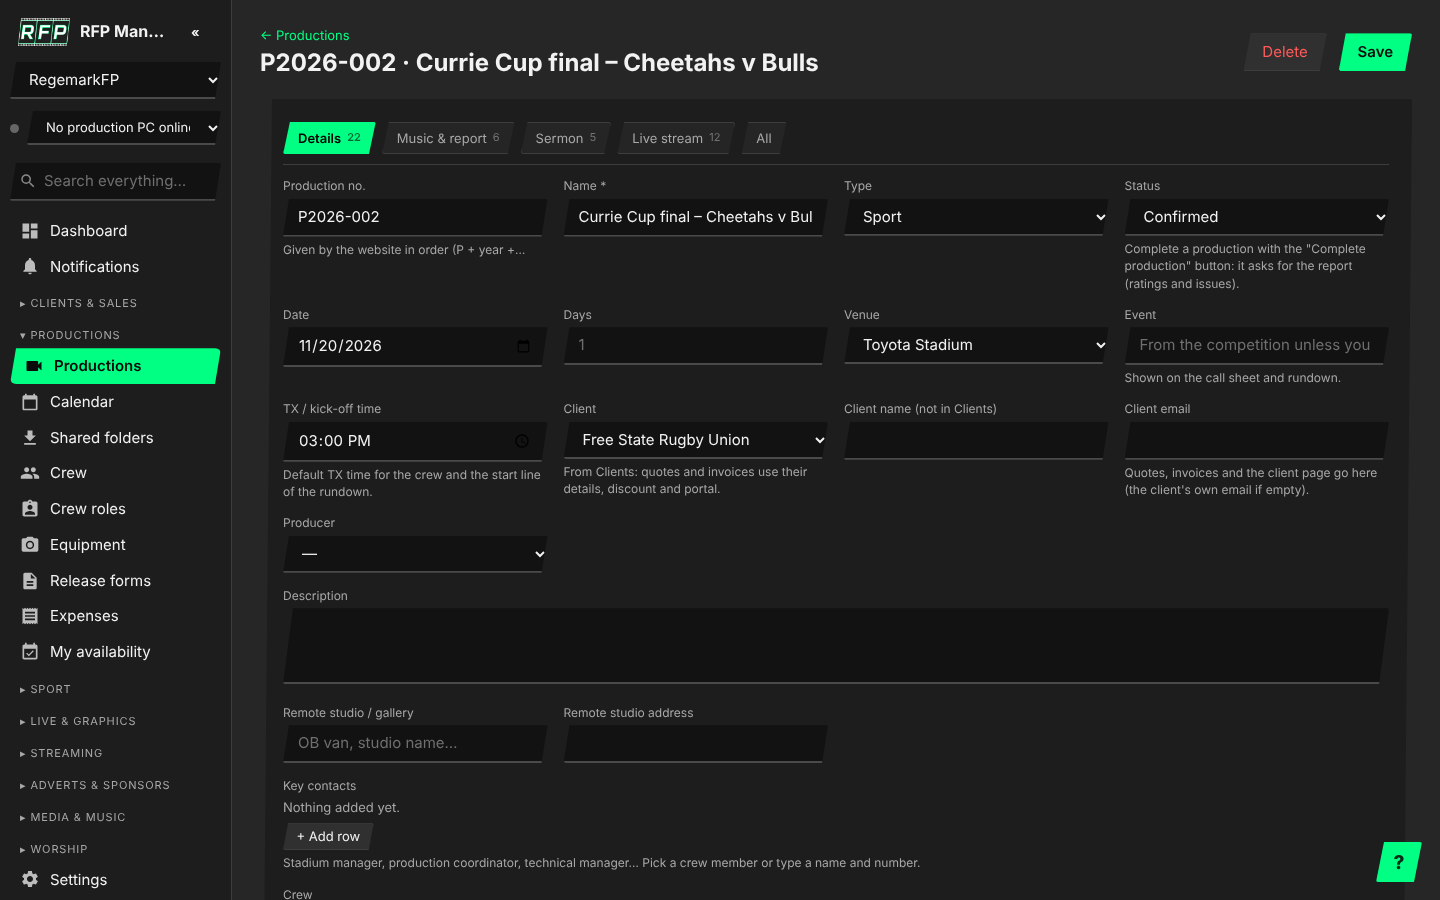 RFP
RFP Man...
«
RegemarkFP
No production PC onlin
Search everything...
Dashboard
Notifications
▸ CLIENTS & SALES
▾ PRODUCTIONS
Productions
Calendar
Shared folders
Crew
Crew roles
Equipment
Release forms
Expenses
My availability
▸ SPORT
▸ LIVE & GRAPHICS
▸ STREAMING
▸ ADVERTS & SPONSORS
▸ MEDIA & MUSIC
▸ WORSHIP
Settings
← Productions
P2026-002 · Currie Cup final – Cheetahs v Bulls
Delete
Save
Details 22
Music & report 6
Sermon 5
Live stream 12
All
Production no.
P2026-002
Given by the website in order (P + year +...
Name *
Currie Cup final – Cheetahs v Bul
Type
Sport
Status
Confirmed
Complete a production with the "Complete
production" button: it asks for the report
(ratings and issues).
Date
11/20/2026
Days
1
Venue
Toyota Stadium
Event
From the competition unless you
Shown on the call sheet and rundown.
TX / kick-off time
03:00 PM
Default TX time for the crew and the start line
of the rundown.
Client
Free State Rugby Union
From Clients: quotes and invoices use their
details, discount and portal.
Client name (not in Clients)
Client email
Quotes, invoices and the client page go here
(the client's own email if empty).
Producer
—
Description
Remote studio / gallery
OB van, studio name...
Remote studio address
Key contacts
Nothing added yet.
+ Add row
Stadium manager, production coordinator, technical manager... Pick a crew member or type a name and number.
Crew
?